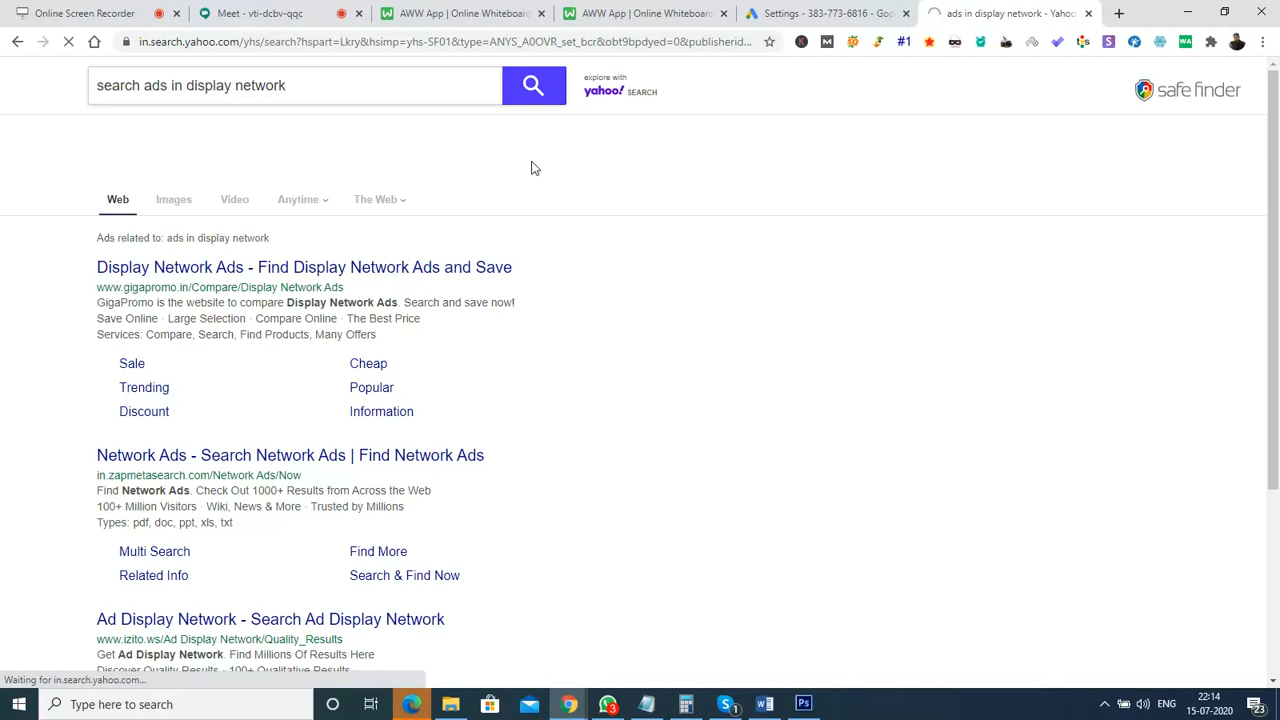 Online Screen Recorder
Meet - vti-dcbv-qqc
AWW App | Online Whiteboard
AWW App | Online Whiteboard
Settings - 383-773-6816 - Goo
ads in display network - Yahoo
in.search.yahoo.com/yhs/search?hspart=Lkry&hsimp=yhs-SF01&type=ANYS_A0OVR_set_bcr&obt9bpdyed=0&publisherid...
search ads in display network
explore with
yahoo! SEARCH
safe finder
Web
Images
Video
Anytime
The Web
Ads related to: ads in display network
Display Network Ads - Find Display Network Ads and Save
www.gigapromo.in/Compare/Display Network Ads
GigaPromo is the website to compare Display Network Ads. Search and save now!
Save Online · Large Selection · Compare Online · The Best Price
Services: Compare, Search, Find Products, Many Offers
Sale
Cheap
Trending
Popular
Discount
Information
Network Ads - Search Network Ads | Find Network Ads
in.zapmetasearch.com/Network Ads/Now
Find Network Ads. Check Out 1000+ Results from Across the Web
100+ Million Visitors · Wiki, News & More · Trusted by Millions
Types: pdf, doc, ppt, xls, txt
Multi Search
Find More
Related Info
Search & Find Now
Ad Display Network - Search Ad Display Network
www.izito.ws/Ad Display Network/Quality_Results
Get Ad Display Network. Find Millions Of Results Here
Discover Quality Results · 100+ Qualitative Results
Waiting for in.search.yahoo.com...
Type here to search
ENG
22:14
15-07-2020